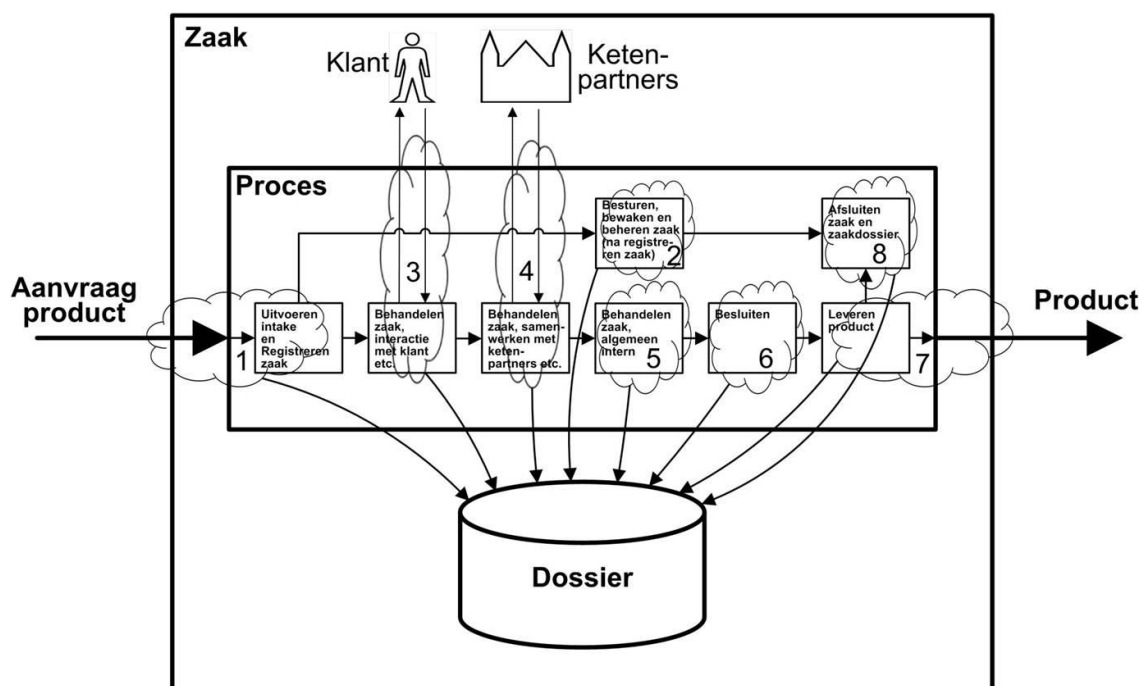 Zaak
Klant
Keten-
partners
Proces
Besturen,
bewaken en
beheren zaak
(na registre-
ren zaak)
2
Afsluiten
zaak en
zaakdossier
8
3
4
Aanvraag
product
Product
Uitvoeren
intake
en
Registreren
zaak
1
Behandelen
zaak,
interactie
met klant
etc.
Behandelen
zaak, samen-
werken met
keten-
partners etc.
Behandelen
zaak,
algemeen
intern
5
Besluiten
6
Leveren
product
7
Dossier